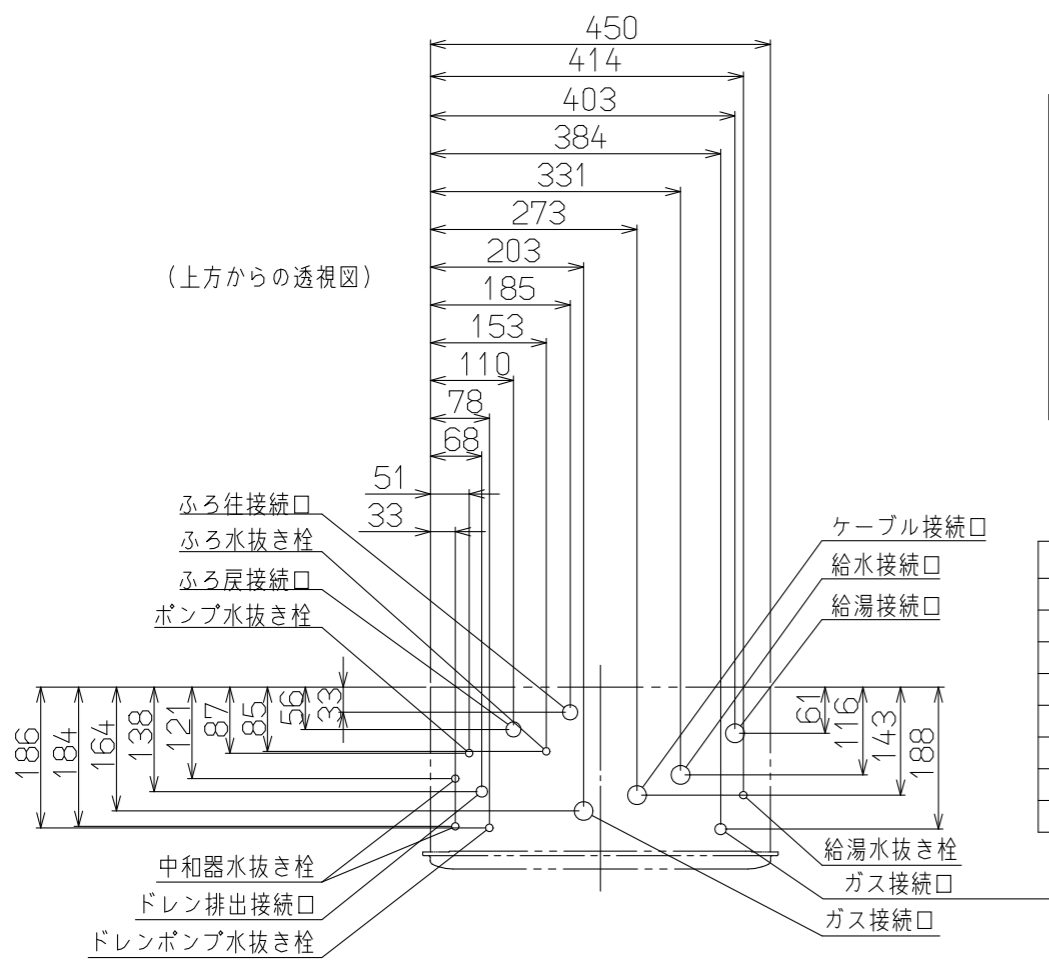 450
414
403
384
331
273
203
(上方からの透視図)
185
153
110
78
68
51
33
ふろ往接続口
ふろ水抜き栓
ふろ戻接続口
ポンプ水抜き栓
ケーブル接続口
給水接続口
給湯接続口
186
184
164
138
121
87
85
56
33
61
116
143
188
中和器水抜き栓
ドレン排出接続口
ドレンポンプ水抜き栓
給湯水抜き栓
ガス接続口
ガス接続口